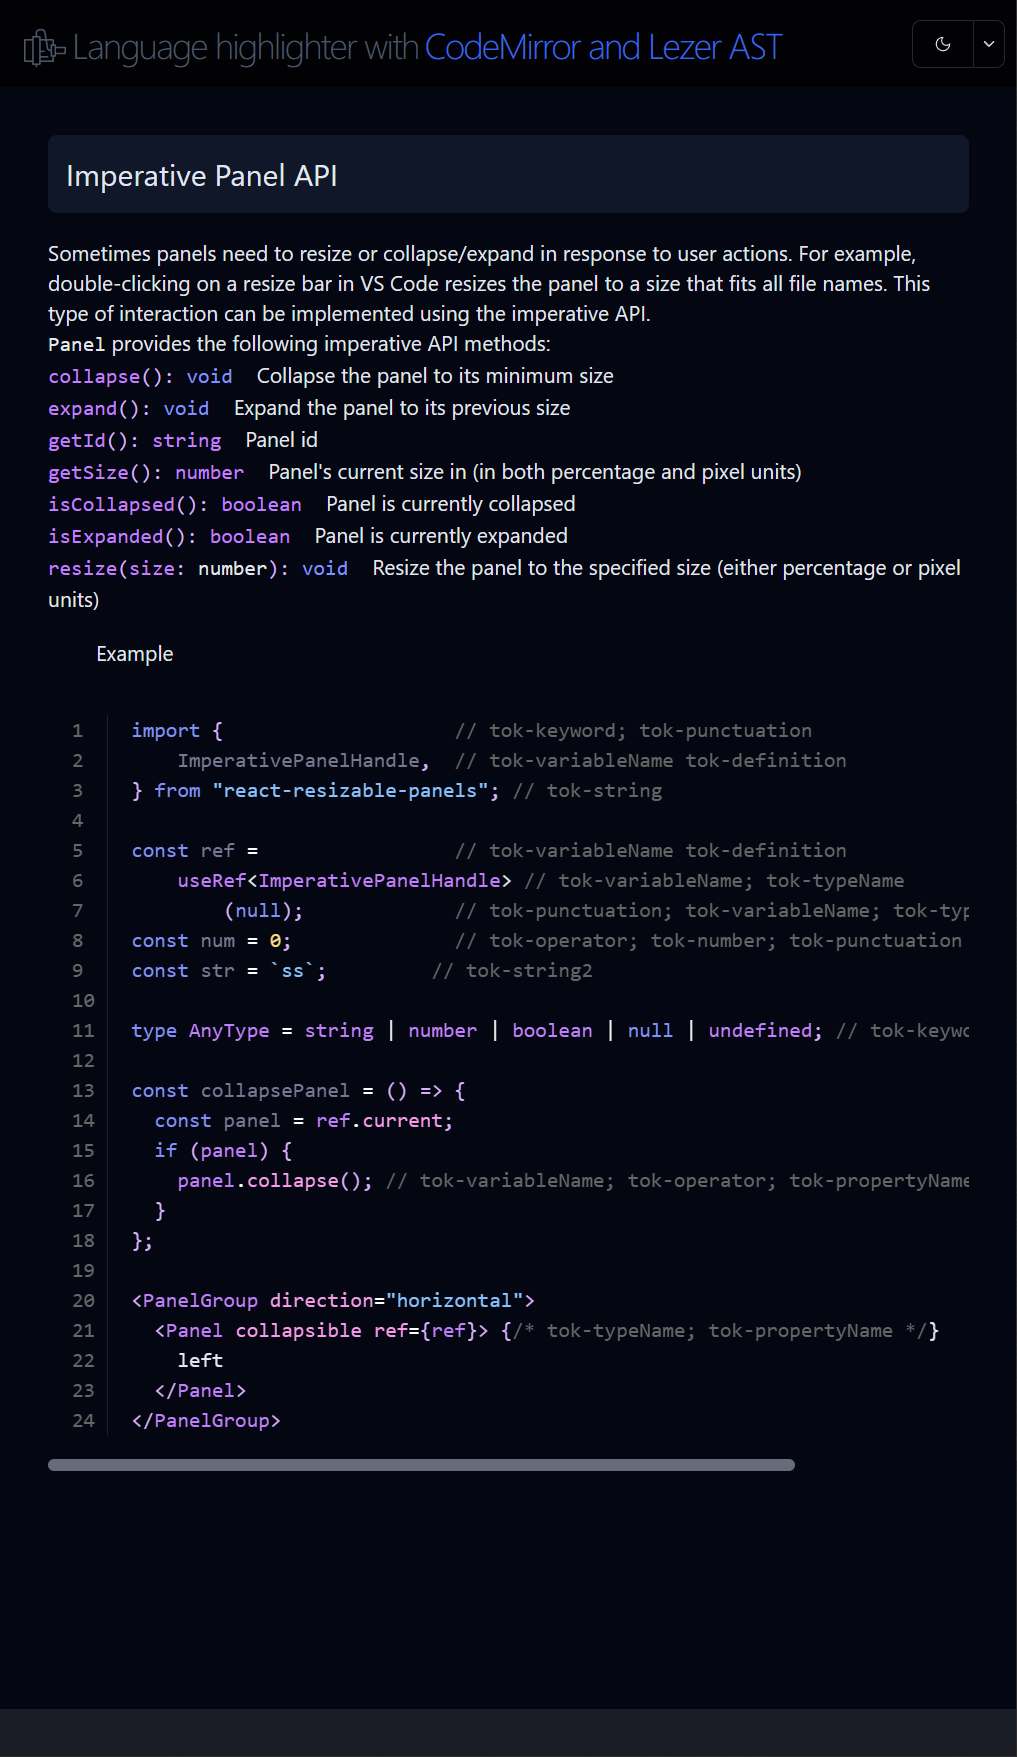 Language highlighter with CodeMirror and Lezer AST
Imperative Panel API
Sometimes panels need to resize or collapse/expand in response to user actions. For example,
double-clicking on a resize bar in VS Code resizes the panel to a size that fits all file names. This
type of interaction can be implemented using the imperative API.
Panel provides the following imperative API methods:
collapse(): void Collapse the panel to its minimum size
expand(): void Expand the panel to its previous size
getId(): string Panel id
getSize(): number Panel's current size in (in both percentage and pixel units)
isCollapsed(): boolean Panel is currently collapsed
isExpanded(): boolean Panel is currently expanded
resize(size: number): void Resize the panel to the specified size (either percentage or pixel
units)
Example
1 import { // tok-keyword; tok-punctuation
2 ImperativePanelHandle, // tok-variableName tok-definition
3 } from "react-resizable-panels"; // tok-string
4
5 const ref = // tok-variableName tok-definition
6 useRef<ImperativePanelHandle> // tok-variableName; tok-typeName
7 (null); // tok-punctuation; tok-variableName; tok-typ
8 const num = 0; // tok-operator; tok-number; tok-punctuation
9 const str = `ss`; // tok-string2
10
11 type AnyType = string | number | boolean | null | undefined; // tok-keywo
12
13 const collapsePanel = () => {
14 const panel = ref.current;
15 if (panel) {
16 panel.collapse(); // tok-variableName; tok-operator; tok-propertyName
17 }
18 };
19
20 <PanelGroup direction="horizontal">
21 <Panel collapsible ref={ref}> {/* tok-typeName; tok-propertyName */}
22 left
23 </Panel>
24 </PanelGroup>